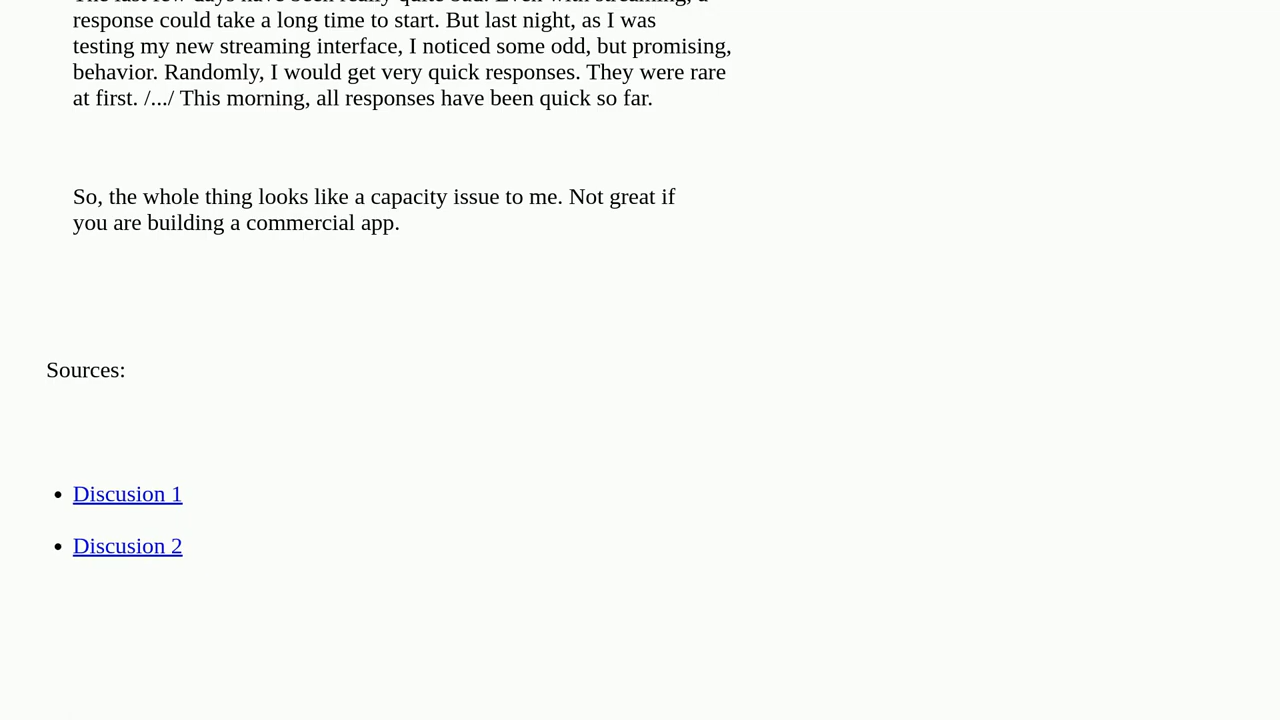 response could take a long time to start. But last night, as I was
testing my new streaming interface, I noticed some odd, but promising,
behavior. Randomly, I would get very quick responses. They were rare
at first. /.../ This morning, all responses have been quick so far.
So, the whole thing looks like a capacity issue to me. Not great if
you are building a commercial app.
Sources:
• Discusion 1
• Discusion 2